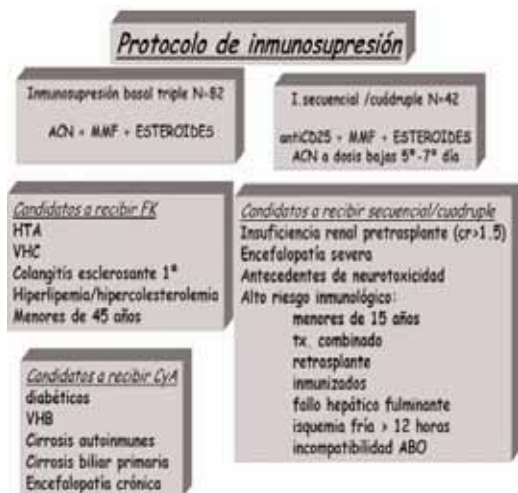 Protocolo de inmunosupresión
Inmunosupresión basal triple N-82
ACN + MMF + ESTEROIDES
I.secuencial /cuádruple N-42
antiCD25 + MMF + ESTEROIDES
ACN a dosis bajas 5ª-7ª día
Candidatos a recibir FK
HTA
VHC
Colangitis esclerosante 1ª
Hiperlipemia/hipercolesterolemia
Menores de 45 años
Candidatos a recibir CyA
diabéticos
VHB
Cirrosis autoinmunes
Cirrosis biliar primaria
Encefalopatía crónica
Candidatos a recibir secuencial/cuadruple
Insuficiencia renal pretrasplante (cr>1.5)
Encefalopatía severa
Antecedentes de neurotoxicidad
Alto riesgo inmunológico:
menores de 15 años
tx. combinado
retrasplante
inmunizados
fallo hepático fulminante
isquemia fría > 12 horas
incompatibilidad ABO